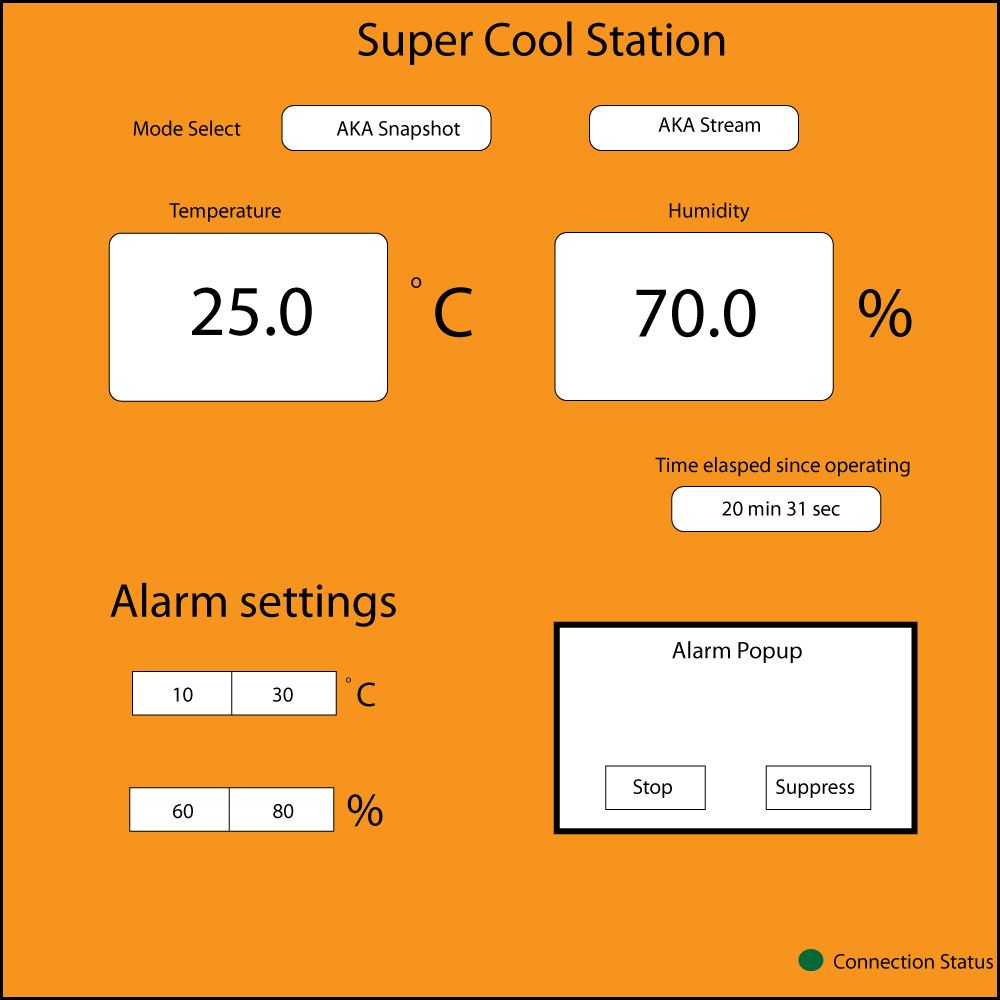 Super Cool Station
Mode Select AKA Snapshot AKA Stream
Temperature Humidity
25.0 °C 70.0 %
Time elasped since operating
20 min 31 sec
Alarm settings
Alarm Popup
10 30 °C
Stop Suppress
60 80 %
Connection Status